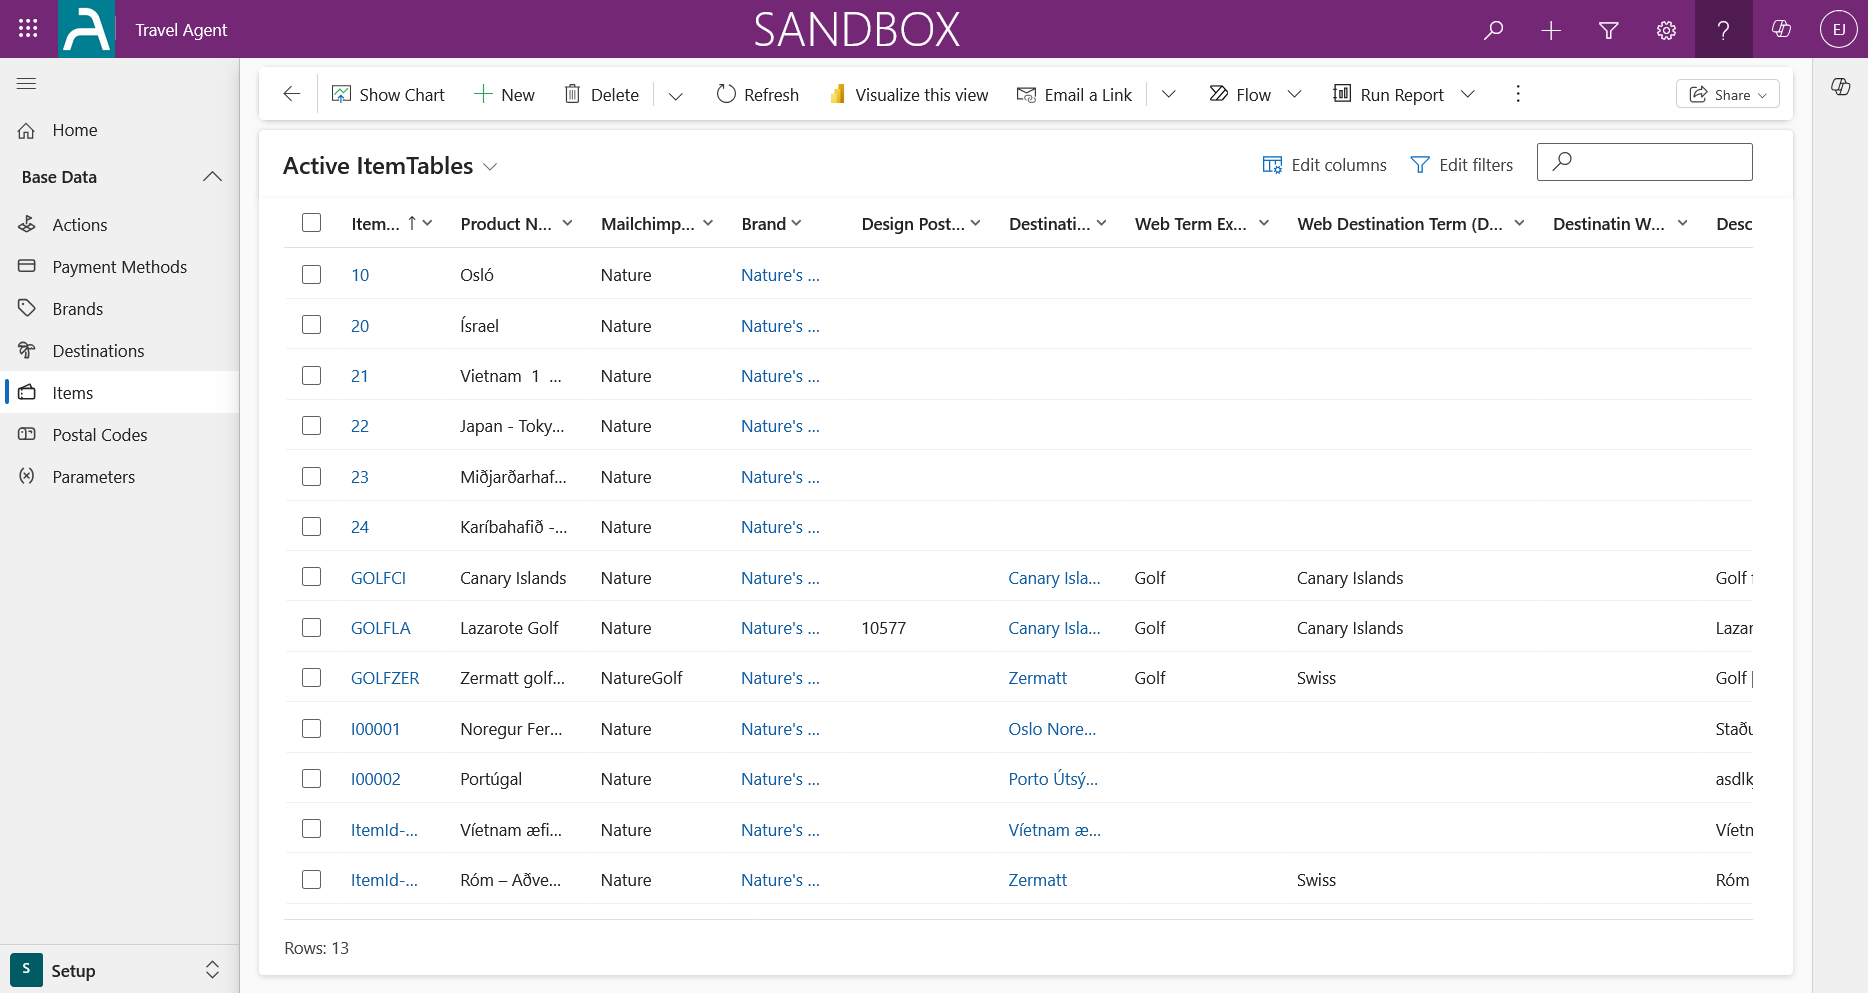 Travel Agent
SANDBOX
?
EJ
Show Chart
New
Delete
Refresh
Visualize this view
Email a Link
Flow
Run Report
Share
Home
Base Data
Actions
Payment Methods
Brands
Destinations
Items
Postal Codes
Parameters
S Setup
Active ItemTables
Edit columns
Edit filters
Item... ↑ Product N... Mailchimp... Brand Design Post... Destinati... Web Term Ex... Web Destination Term (D... Destinatin W... Desc
10 Osló Nature Nature's ...
20 Ísrael Nature Nature's ...
21 Vietnam 1 ... Nature Nature's ...
22 Japan - Toky... Nature Nature's ...
23 Miðjarðarhaf... Nature Nature's ...
24 Karíbahafið -... Nature Nature's ...
GOLFCI Canary Islands Nature Nature's ... Canary Isla... Golf Canary Islands Golf
GOLFLA Lazarote Golf Nature Nature's ... 10577 Canary Isla... Golf Canary Islands Lazar
GOLFZER Zermatt golf... NatureGolf Nature's ... Zermatt Golf Swiss Golf |
I00001 Noregur Fer... Nature Nature's ... Oslo Nore... Staðu
I00002 Portúgal Nature Nature's ... Porto Útsý... asdlk
ItemId-... Víetnam æfi... Nature Nature's ... Víetnam æ... Víetn
ItemId-... Róm – Aðve... Nature Nature's ... Zermatt Swiss Róm
Rows: 13